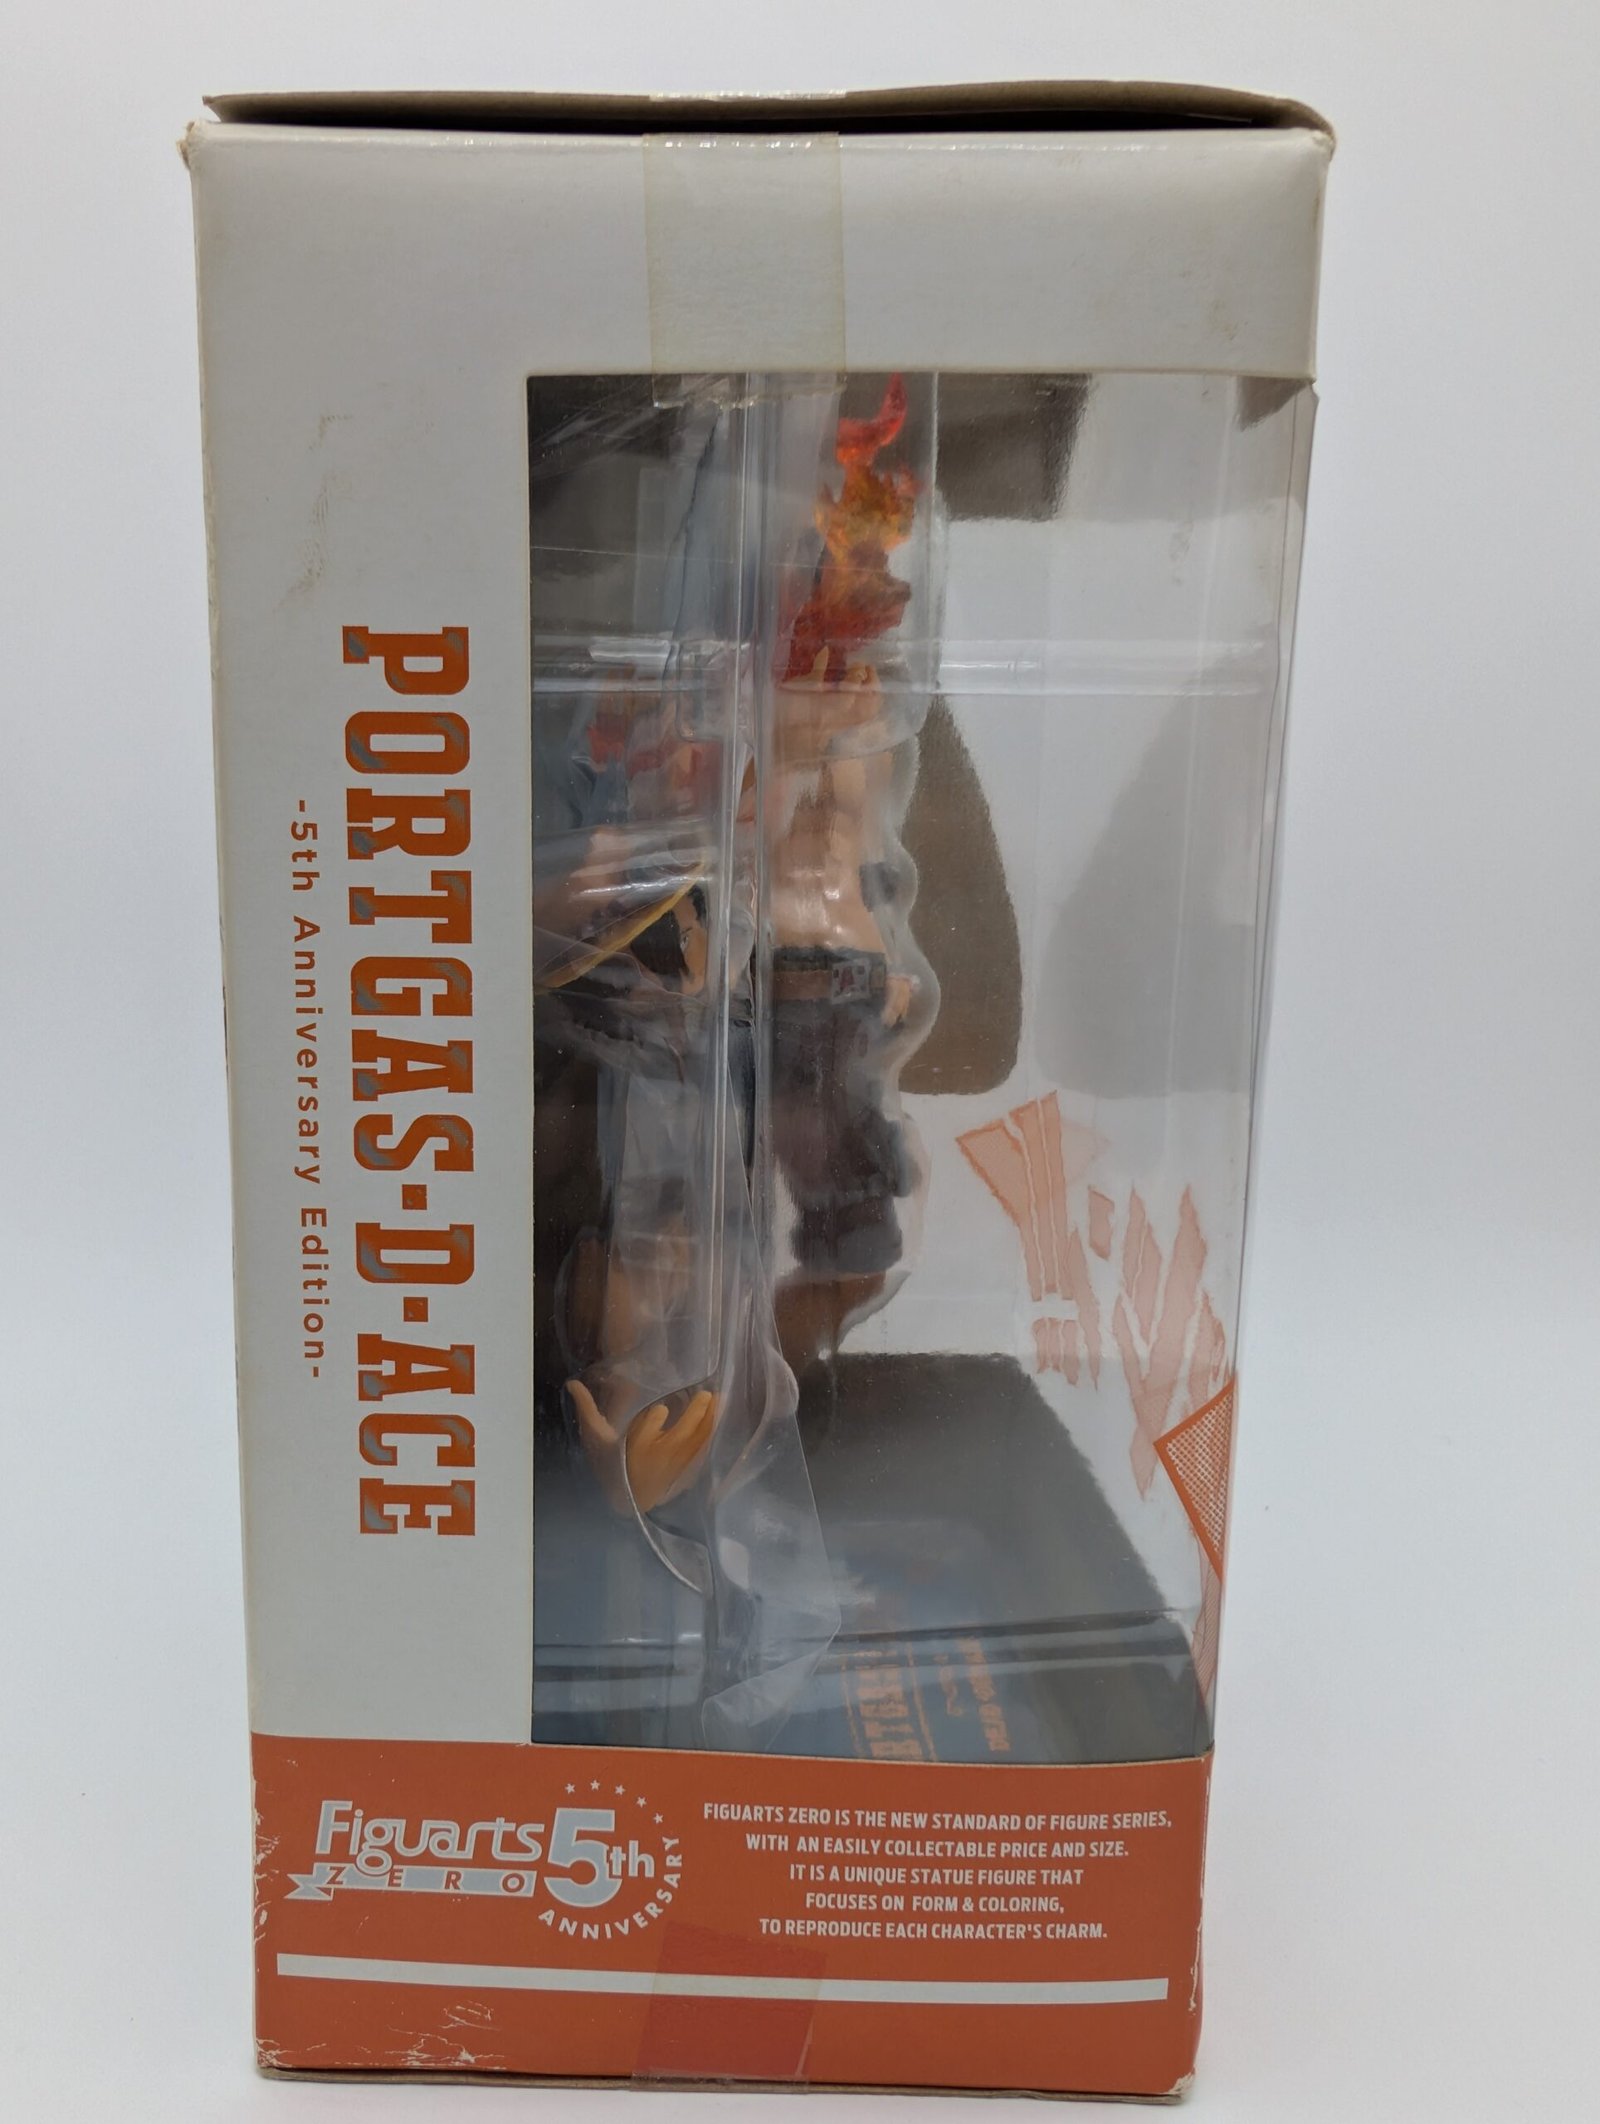 PORTGAS·D·ACE
-5th Anniversary Edition-
Figuarts
ZERO
5th
ANNIVERSARY
FIGUARTS ZERO IS THE NEW STANDARD OF FIGURE SERIES,
WITH AN EASILY COLLECTABLE PRICE AND SIZE.
IT IS A UNIQUE STATUE FIGURE THAT
FOCUSES ON FORM & COLORING,
TO REPRODUCE EACH CHARACTER'S CHARM.